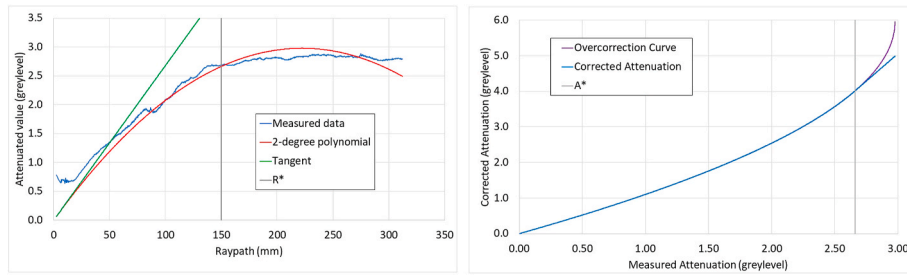 3.5
3.0
2.5
2.0
1.5
1.0
0.5
0.0
Attenuated value (greylevel)
Measured data
2-degree polynomial
Tangent
R*
0 50 100 150 200 250 300 350
Raypath (mm)
6.0
5.0
4.0
3.0
2.0
1.0
0.0
Corrected Attenuation (greylevel)
Overcorrection Curve
Corrected Attenuation
A*
0.00 0.50 1.00 1.50 2.00 2.50 3.00
Measured Attenuation (greylevel)